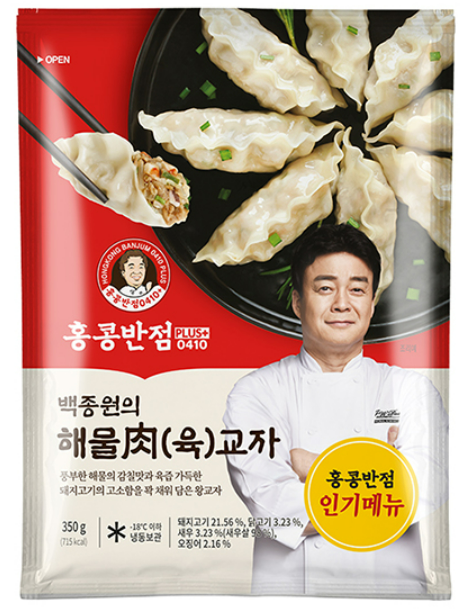 ▶ OPEN
HONGKONG BANJUM 0410 PLUS
홍콩반점0410+
홍콩반점 PLUS+
0410
백종원의
해물肉(육)교자
풍부한 해물의 감칠맛과 육즙 가득한
돼지고기의 고소함을 꽉 채워 담은 왕교자
350 g
(715 kcal)
-18℃ 이하
냉동보관
돼지고기 21.56 %, 닭고기 3.23 %,
새우 3.23 %(새우살
오징어 2.16 %
홍콩반점
인기메뉴